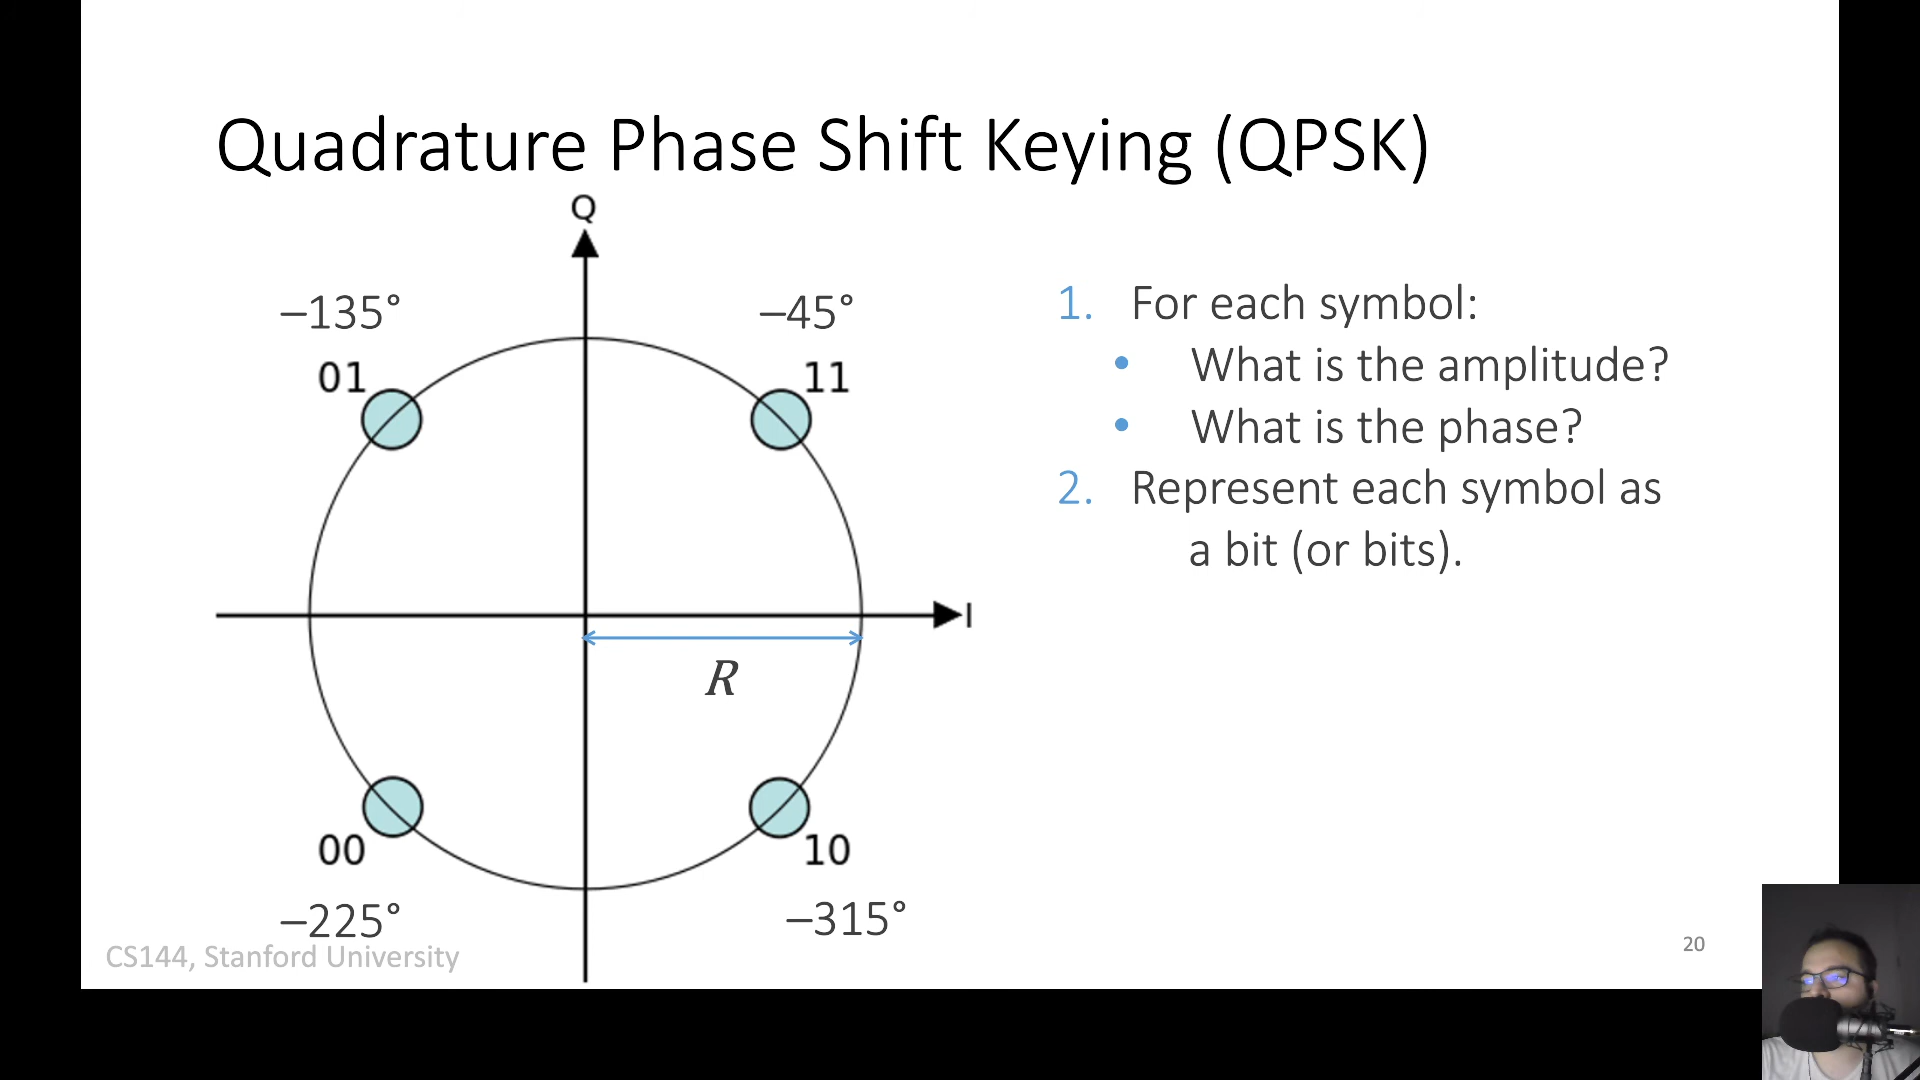 Quadrature Phase Shift Keying (QPSK)
Q
–135°
–45°
01
11
I
R
00
10
–225°
–315°
1. For each symbol:
• What is the amplitude?
• What is the phase?
2. Represent each symbol as
a bit (or bits).
CS144, Stanford University
20